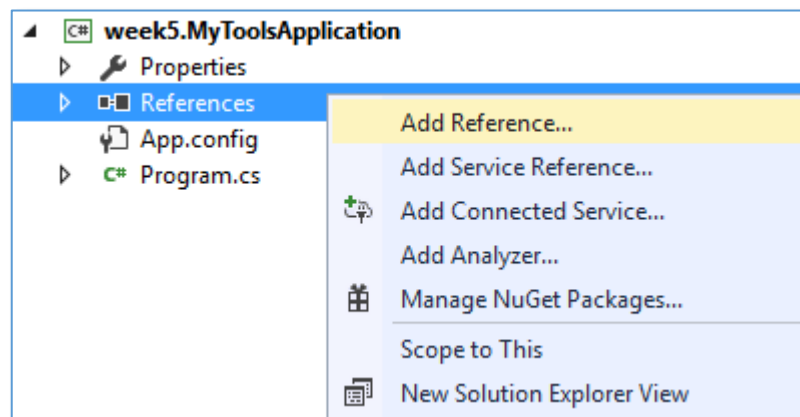 C# week5.MyToolsApplication
Properties
References
Add Reference...
App.config
Add Service Reference...
C# Program.cs
Add Connected Service...
Add Analyzer...
Manage NuGet Packages...
Scope to This
New Solution Explorer View